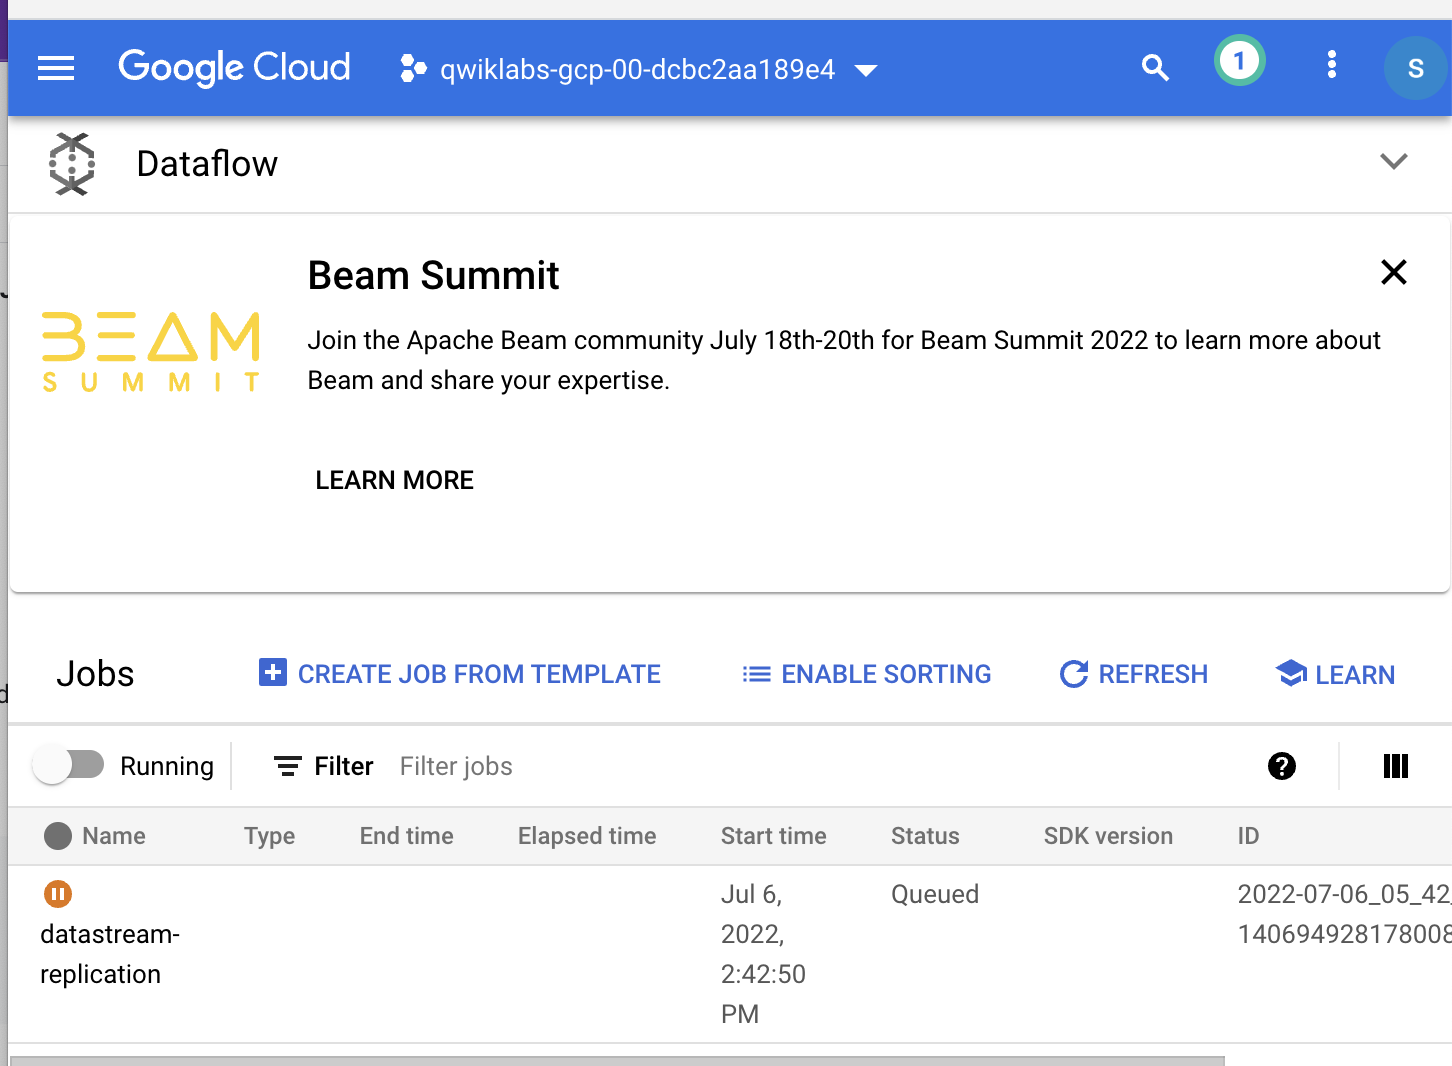 Google Cloud
qwiklabs-gcp-00-dcbc2aa189e4
1
S
Dataflow
Beam Summit
BEAM
SUMMIT
Join the Apache Beam community July 18th-20th for Beam Summit 2022 to learn more about
Beam and share your expertise.
LEARN MORE
Jobs
CREATE JOB FROM TEMPLATE
ENABLE SORTING
REFRESH
LEARN
Running
Filter
Filter jobs
Name Type End time Elapsed time Start time Status SDK version ID
datastream-
replication
Jul 6,
2022,
2:42:50
PM
Queued
2022-07-06_05_42_
140694928178008